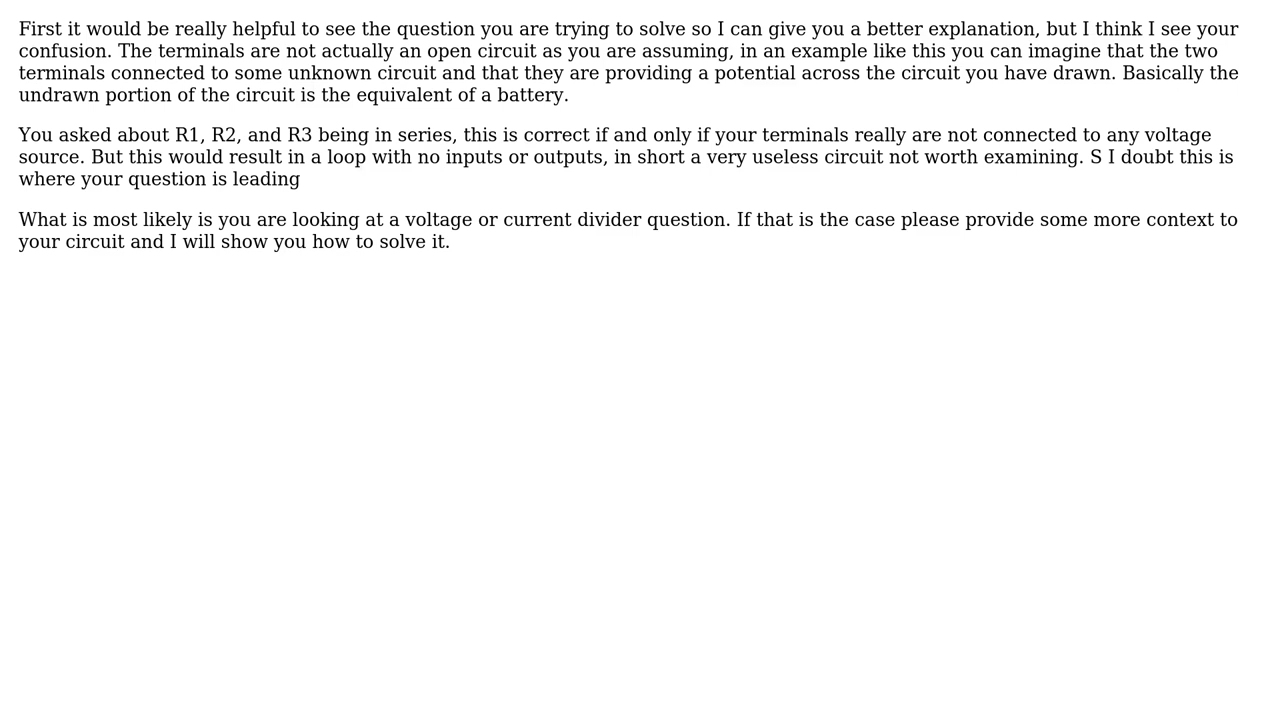 First it would be really helpful to see the question you are trying to solve so I can give you a better explanation, but I think I see your
confusion. The terminals are not actually an open circuit as you are assuming, in an example like this you can imagine that the two
terminals connected to some unknown circuit and that they are providing a potential across the circuit you have drawn. Basically the
undrawn portion of the circuit is the equivalent of a battery.
You asked about R1, R2, and R3 being in series, this is correct if and only if your terminals really are not connected to any voltage
source. But this would result in a loop with no inputs or outputs, in short a very useless circuit not worth examining. S I doubt this is
where your question is leading
What is most likely is you are looking at a voltage or current divider question. If that is the case please provide some more context to
your circuit and I will show you how to solve it.